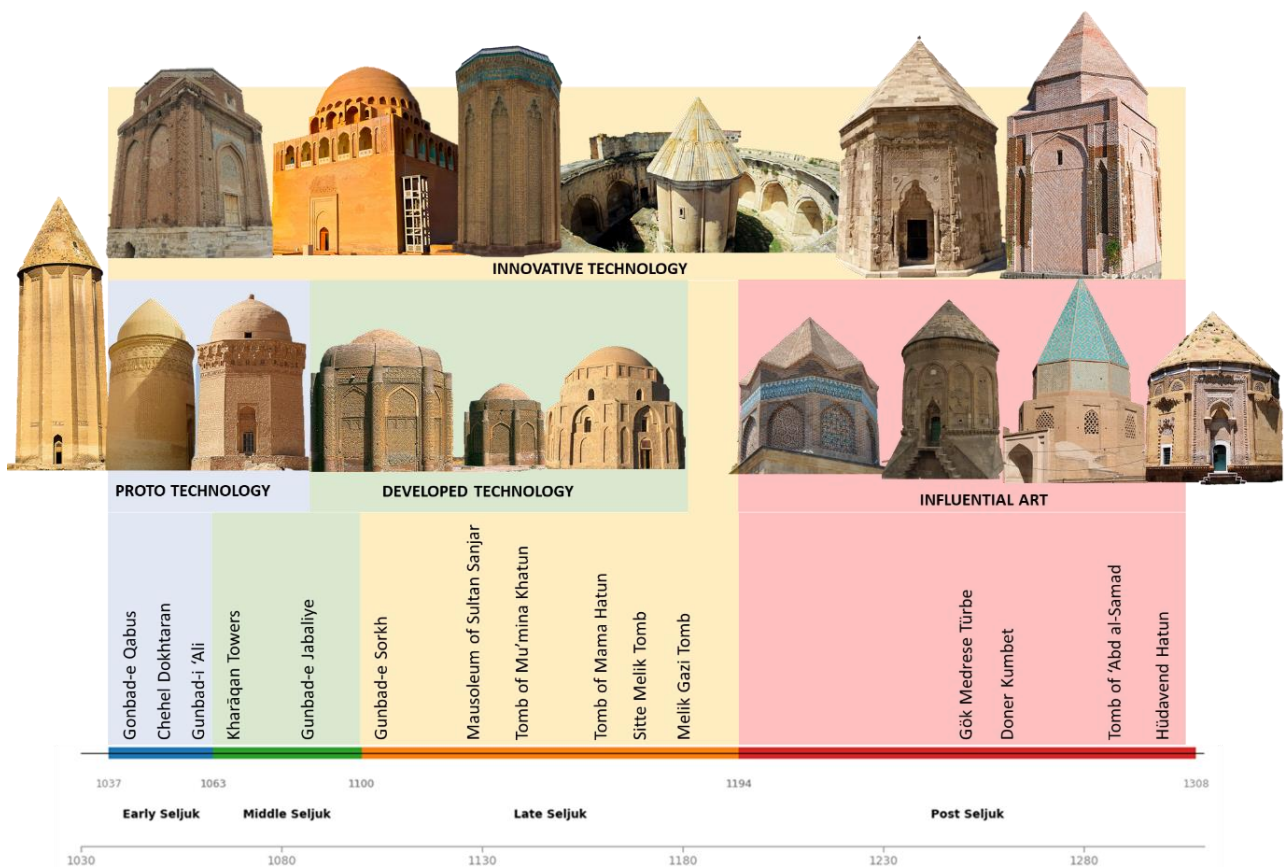 INNOVATIVE TECHNOLOGY
PROTO TECHNOLOGY
DEVELOPED TECHNOLOGY
INFLUENTIAL ART
Gonbad-e Qabus
Chehel Dokhtaran
Gunbad-i ‘Ali
Kharāqan Towers
Gunbad-e Jabaliye
Gunbad-e Sorkh
Mausoleum of Sultan Sanjar
Tomb of Mu’mina Khatun
Tomb of Mama Hatun
Sitte Melik Tomb
Melik Gazi Tomb
Gök Medrese Türbe
Doner Kumbet
Tomb of ‘Abd al-Samad
Hüdavend Hatun
1037 1063 1100 1194 1308
Early Seljuk Middle Seljuk Late Seljuk Post Seljuk
1030 1080 1130 1180 1230 1280